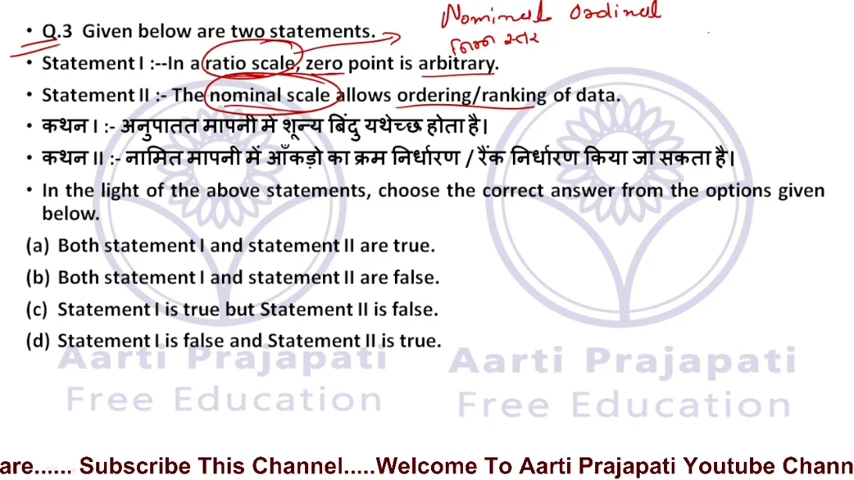 Nominal Ordinal
निम्न स्तर
• Q.3 Given below are two statements.
• Statement I :--In a ratio scale, zero point is arbitrary.
• Statement II :- The nominal scale allows ordering/ranking of data.
• कथन I :- अनुपातत मापनी में शून्य बिंदु यथेच्छ होता है।
• कथन II :- नामित मापनी में आँकड़ो का क्रम निर्धारण / रैंक निर्धारण किया जा सकता है।
• In the light of the above statements, choose the correct answer from the options given
below.
(a) Both statement I and statement II are true.
(b) Both statement I and statement II are false.
(c) Statement I is true but Statement II is false.
(d) Statement I is false and Statement II is true.
Aarti Prajapati Aarti Prajapati
Free Education Free Education
are...... Subscribe This Channel.....Welcome To Aarti Prajapati Youtube Chann